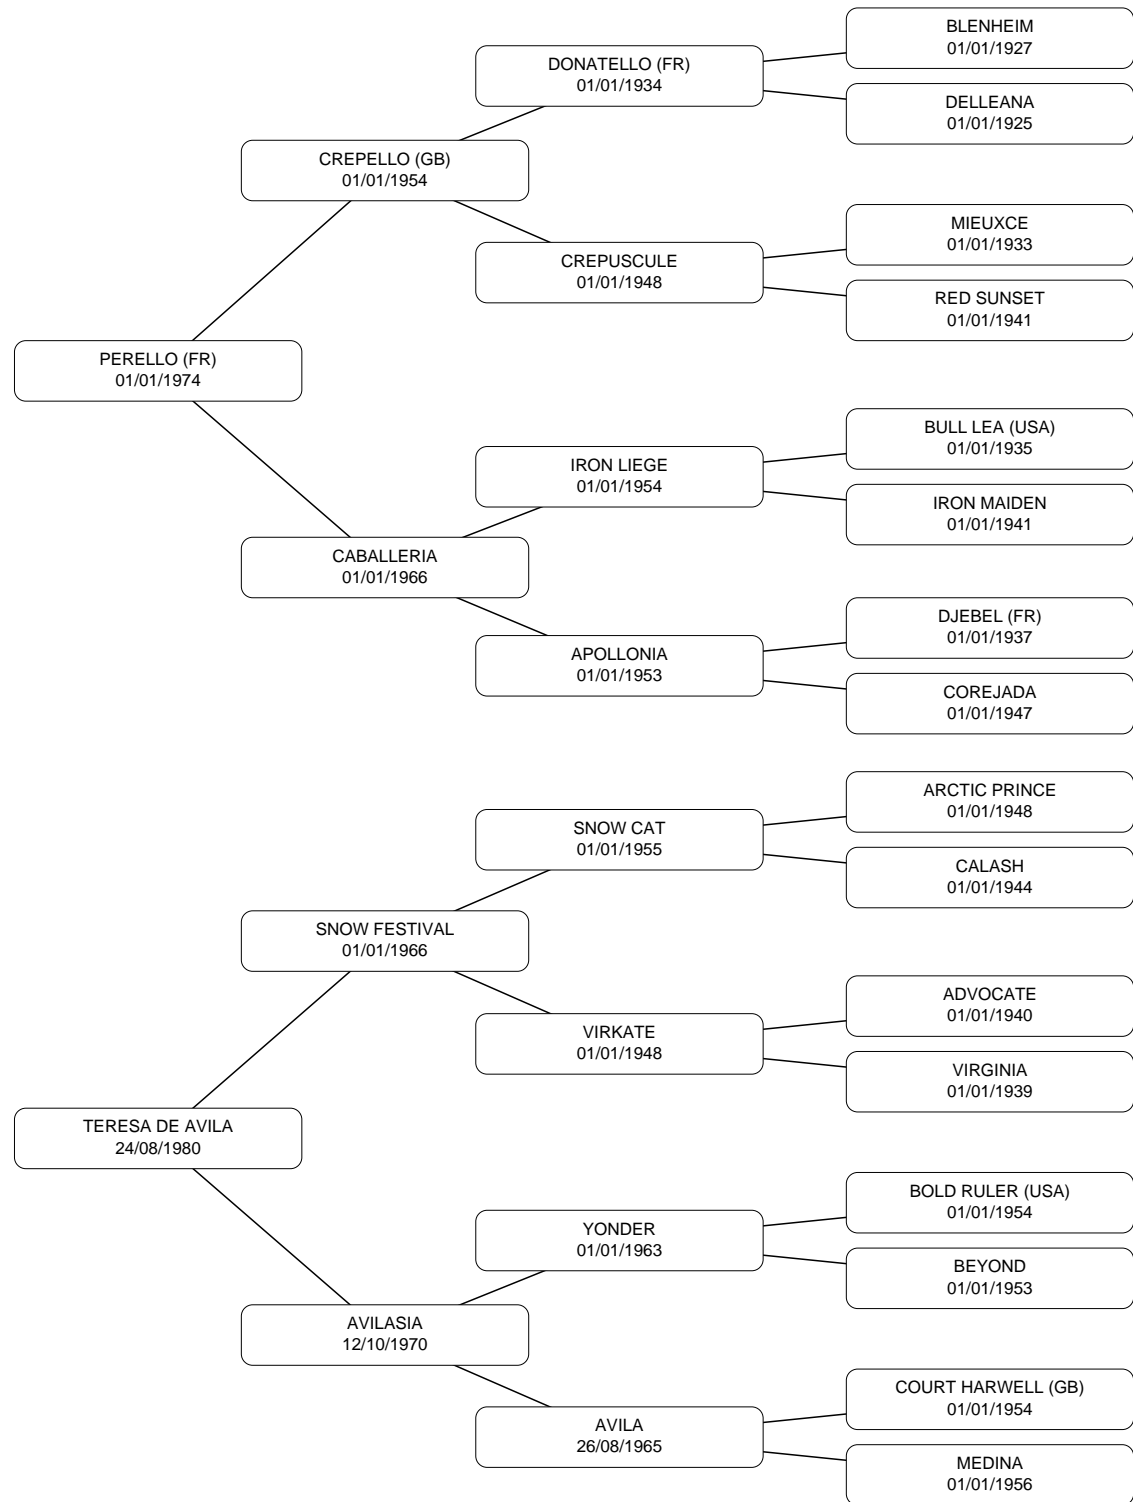 BLENHEIM
01/01/1927
DONATELLO (FR)
01/01/1934
DELLEANA
01/01/1925
CREPELLO (GB)
01/01/1954
MIEUXCE
01/01/1933
CREPUSCULE
01/01/1948
RED SUNSET
01/01/1941
PERELLO (FR)
01/01/1974
BULL LEA (USA)
01/01/1935
IRON LIEGE
01/01/1954
IRON MAIDEN
01/01/1941
CABALLERIA
01/01/1966
DJEBEL (FR)
01/01/1937
APOLLONIA
01/01/1953
COREJADA
01/01/1947
ARCTIC PRINCE
01/01/1948
SNOW CAT
01/01/1955
CALASH
01/01/1944
SNOW FESTIVAL
01/01/1966
ADVOCATE
01/01/1940
VIRKATE
01/01/1948
VIRGINIA
01/01/1939
TERESA DE AVILA
24/08/1980
BOLD RULER (USA)
01/01/1954
YONDER
01/01/1963
BEYOND
01/01/1953
AVILASIA
12/10/1970
COURT HARWELL (GB)
01/01/1954
AVILA
26/08/1965
MEDINA
01/01/1956